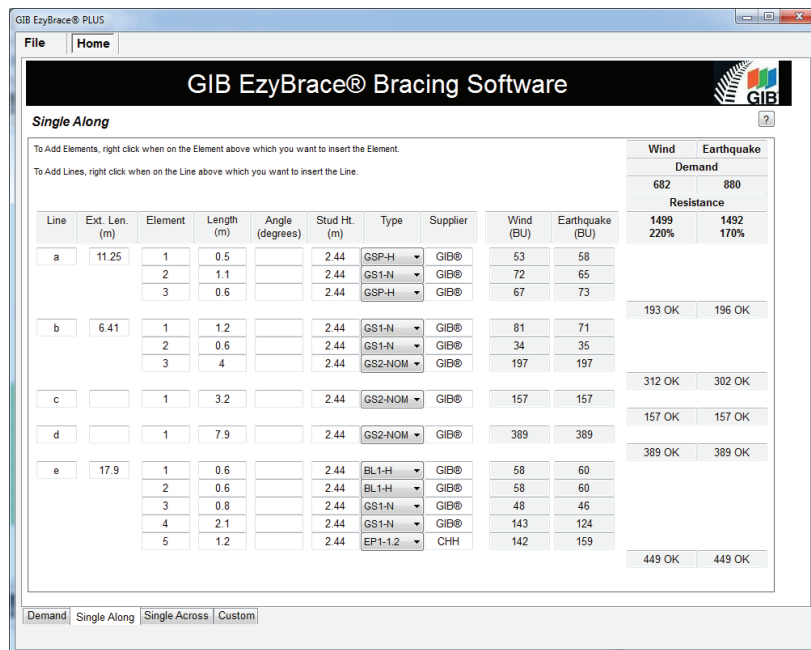 GIB EzyBrace® PLUS
File Home
GIB EzyBrace® Bracing Software
GIB
Single Along
?
To Add Elements, right click when on the Element above which you want to insert the Element.
To Add Lines, right click when on the Line above which you want to insert the Line.
Wind Earthquake
Demand
682 880
Resistance
Line Ext. Len. (m) Element Length (m) Angle (degrees) Stud Ht. (m) Type Supplier Wind (BU) Earthquake (BU) 1499 220% 1492 170%
a 11.25 1 0.5 2.44 GSP-H GIB® 53 58
2 1.1 2.44 GS1-N GIB® 72 65
3 0.6 2.44 GSP-H GIB® 67 73
193 OK 196 OK
b 6.41 1 1.2 2.44 GS1-N GIB® 81 71
2 0.6 2.44 GS1-N GIB® 34 35
3 4 2.44 GS2-NOM GIB® 197 197
312 OK 302 OK
c 1 3.2 2.44 GS2-NOM GIB® 157 157
157 OK 157 OK
d 1 7.9 2.44 GS2-NOM GIB® 389 389
389 OK 389 OK
e 17.9 1 0.6 2.44 BL1-H GIB® 58 60
2 0.6 2.44 BL1-H GIB® 58 60
3 0.8 2.44 GS1-N GIB® 48 46
4 2.1 2.44 GS1-N GIB® 143 124
5 1.2 2.44 EP1-1.2 CHH 142 159
449 OK 449 OK
Demand Single Along Single Across Custom